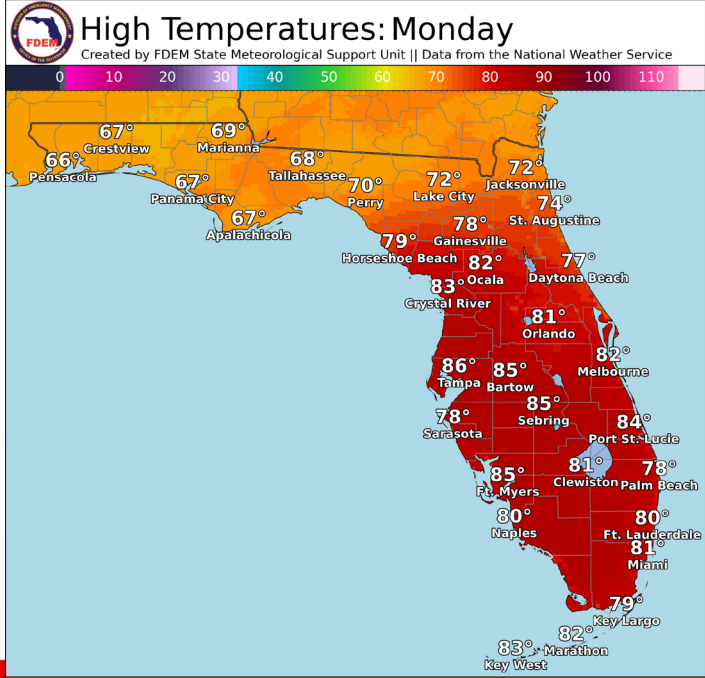 High Temperatures: Monday
Created by FDEM State Meteorological Support Unit || Data from the National Weather Service
FDEM
0 10 20 30 40 50 60 70 80 90 100 110
67°
Crestview
69°
Marianna
66°
Pensacola
68°
Tallahassee
72°
Jacksonville
67°
Panama City
70°
Perry
72°
Lake City
74°
St. Augustine
67°
Apalachicola
78°
Gainesville
79°
Horseshoe Beach
82°
Ocala
77°
Daytona Beach
83°
Crystal River
81°
Orlando
82°
Melbourne
86°
Tampa
85°
Bartow
85°
Sebring
78°
Sarasota
84°
Port St. Lucie
81°
Clewiston
78°
Palm Beach
85°
Ft. Myers
80°
Naples
80°
Ft. Lauderdale
81°
Miami
79°
Key Largo
82°
Marathon
83°
Key West